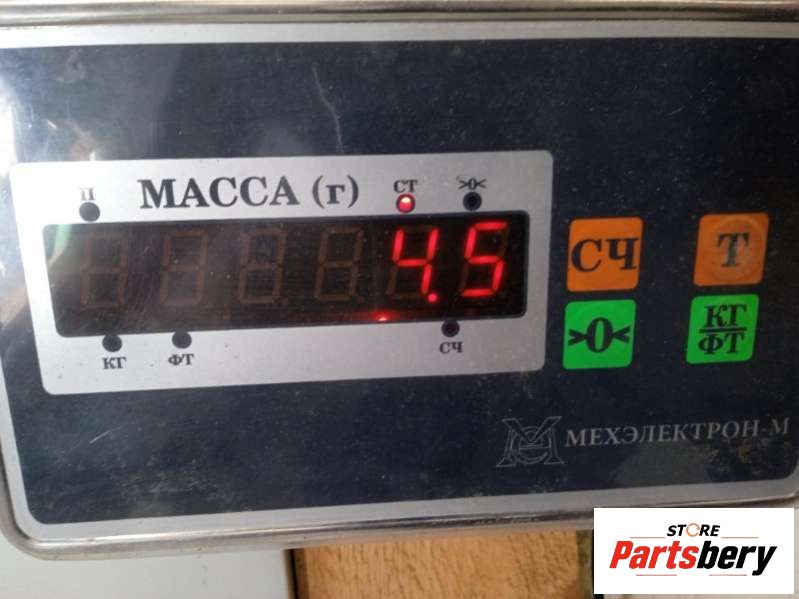 П МАССА (г) СТ >0<
4.5
КГ ФТ СЧ
СЧ Т
>0< КГ/ФТ
МЕХЭЛЕКТРОН-М
STORE
Partsbery